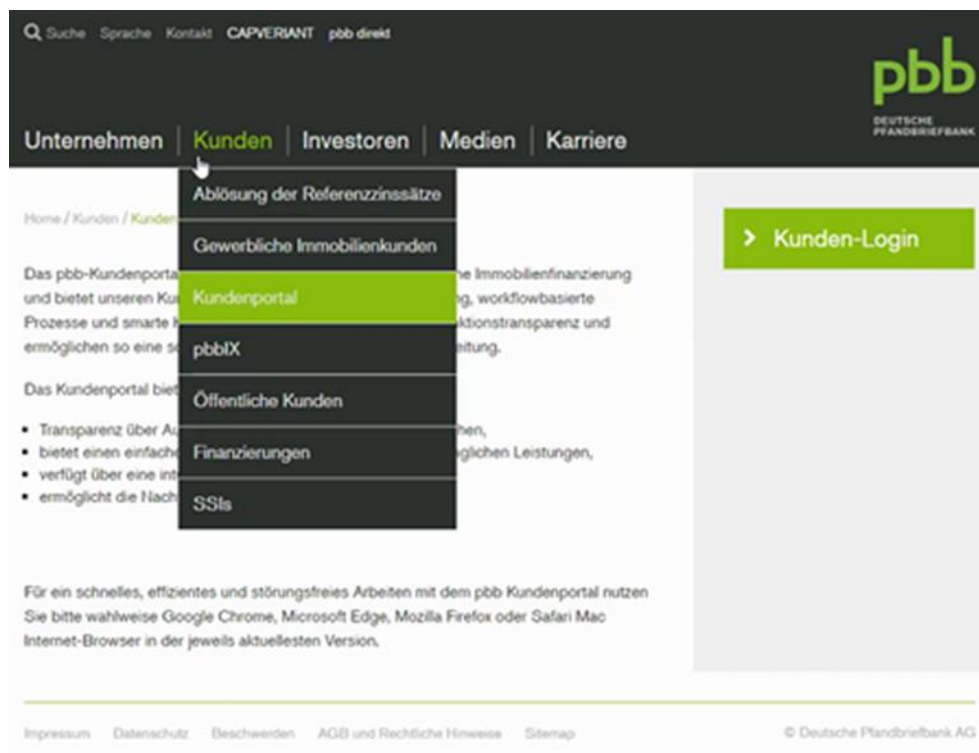 Suche Sprache Kontakt CAPVERIANT pbb direkt
pbb
DEUTSCHE
PFANDBRIEFBANK
Unternehmen Kunden Investoren Medien Karriere
Ablösung der Referenzzinssätze
Gewerbliche Immobilienkunden
Kundenportal
pbbIX
Öffentliche Kunden
Finanzierungen
SSIs
Home / Kunden / Kunden
Kunden-Login
Das pbb-Kundenporta he Immobilienfinanzierung
und bietet unseren Ku ng, workflowbasierte
Prozesse und smarte ktionstransparenz und
ermöglichen so eine eitung.
Das Kundenportal biet
Transparenz über Au hen,
bietet einen einfache glichen Leistungen,
verfügt über eine int
ermöglicht die Nach
Für ein schnelles, effizientes und störungsfreies Arbeiten mit dem pbb Kundenportal nutzen
Sie bitte wahlweise Google Chrome, Microsoft Edge, Mozilla Firefox oder Safari Mac
Internet-Browser in der jeweils aktuellesten Version.
Impressum Datenschutz Beschwerden AGB und Rechtliche Hinweise Sitemap © Deutsche Pfandbriefbank AG